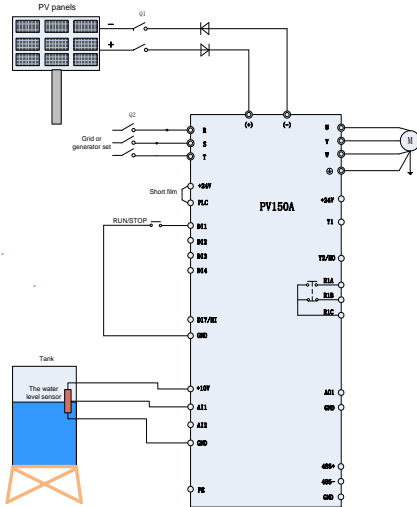 PV panels
Q1
−
+
(+)
(-)
Q2
Grid or
generator set
R
S
T
U
V
W
M
Short film
+24V
PLC
PV150A
+24V
Y1
RUN/STOP
DI1
DI2
DI3
DI4
Y2/HO
R1A
R1B
R1C
DI7/HI
GND
Tank
The water
level sensor
+10V
AI1
AI2
GND
AO1
GND
PE
485+
485-
GND